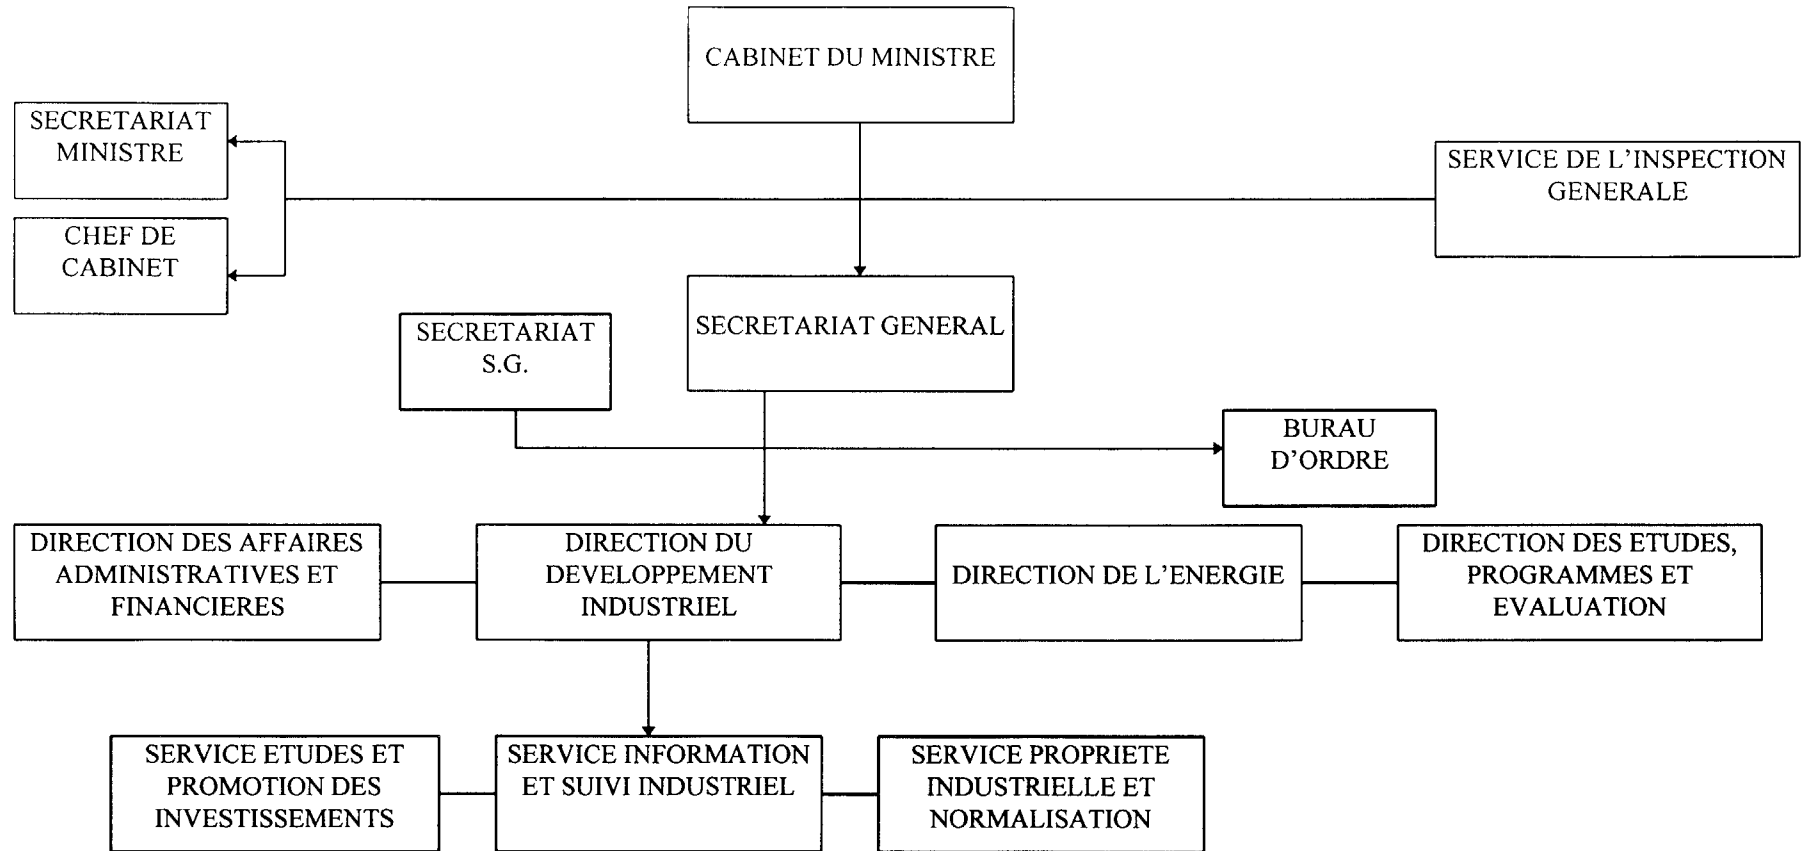 CABINET DU MINISTRE
SECRETARIAT
MINISTRE
SERVICE DE L'INSPECTION
GENERALE
CHEF DE
CABINET
SECRETARIAT
S.G.
SECRETARIAT GENERAL
BURAU
D'ORDRE
DIRECTION DES AFFAIRES
ADMINISTRATIVES ET
FINANCIERES
DIRECTION DU
DEVELOPPEMENT
INDUSTRIEL
DIRECTION DE L'ENERGIE
DIRECTION DES ETUDES,
PROGRAMMES ET
EVALUATION
SERVICE ETUDES ET
PROMOTION DES
INVESTISSEMENTS
SERVICE INFORMATION
ET SUIVI INDUSTRIEL
SERVICE PROPRIETE
INDUSTRIELLE ET
NORMALISATION